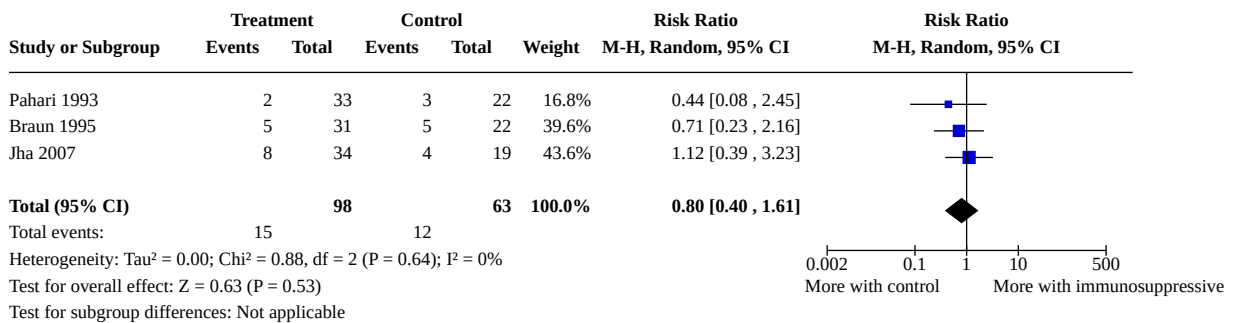 Treatment Control Risk Ratio Risk Ratio
Study or Subgroup Events Total Events Total Weight M-H, Random, 95% CI M-H, Random, 95% CI
Pahari 1993 2 33 3 22 16.8% 0.44 [0.08 , 2.45]
Braun 1995 5 31 5 22 39.6% 0.71 [0.23 , 2.16]
Jha 2007 8 34 4 19 43.6% 1.12 [0.39 , 3.23]
Total (95% CI) 98 63 100.0% 0.80 [0.40 , 1.61]
Total events: 15 12
Heterogeneity: Tau² = 0.00; Chi² = 0.88, df = 2 (P = 0.64); I² = 0%
0.002 0.1 1 10 500
Test for overall effect: Z = 0.63 (P = 0.53)
More with control More with immunosuppressive
Test for subgroup differences: Not applicable